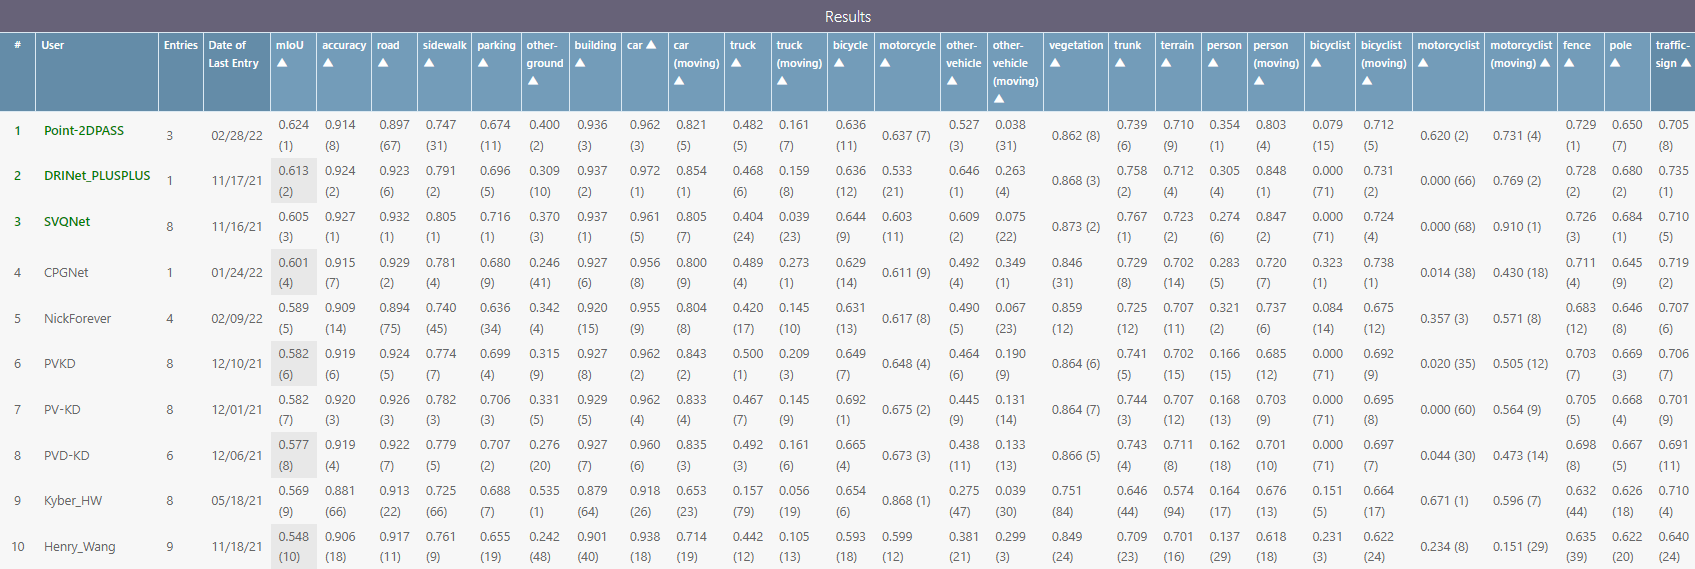 Results
# User Entries Date of Last Entry mIoU ▲ accuracy ▲ road ▲ sidewalk ▲ parking ▲ other-ground ▲ building ▲ car ▲ car (moving) ▲ truck ▲ truck (moving) ▲ bicycle ▲ motorcycle ▲ other-vehicle ▲ other-vehicle (moving) ▲ vegetation ▲ trunk ▲ terrain ▲ person ▲ person (moving) ▲ bicyclist ▲ bicyclist (moving) ▲ motorcyclist ▲ motorcyclist (moving) ▲ fence ▲ pole ▲ traffic-sign ▲
1 Point-2DPASS 3 02/28/22 0.624 (1) 0.914 (8) 0.897 (67) 0.747 (31) 0.674 (11) 0.400 (2) 0.936 (3) 0.962 (3) 0.821 (5) 0.482 (5) 0.161 (7) 0.636 (11) 0.637 (7) 0.527 (3) 0.038 (31) 0.862 (8) 0.739 (6) 0.710 (9) 0.354 (1) 0.803 (4) 0.079 (15) 0.712 (5) 0.620 (2) 0.731 (4) 0.729 (1) 0.650 (7) 0.705 (8)
2 DRINet_PLUSPLUS 1 11/17/21 0.613 (2) 0.924 (2) 0.923 (6) 0.791 (2) 0.696 (5) 0.309 (10) 0.937 (2) 0.972 (1) 0.854 (1) 0.468 (6) 0.159 (8) 0.636 (12) 0.533 (21) 0.646 (1) 0.263 (4) 0.868 (3) 0.758 (2) 0.712 (4) 0.305 (4) 0.848 (1) 0.000 (71) 0.731 (2) 0.000 (66) 0.769 (2) 0.728 (2) 0.680 (2) 0.735 (1)
3 SVQNet 8 11/16/21 0.605 (3) 0.927 (1) 0.932 (1) 0.805 (1) 0.716 (1) 0.370 (3) 0.937 (1) 0.961 (5) 0.805 (7) 0.404 (24) 0.039 (23) 0.644 (9) 0.603 (11) 0.609 (2) 0.075 (22) 0.873 (2) 0.767 (1) 0.723 (2) 0.274 (6) 0.847 (2) 0.000 (71) 0.724 (4) 0.000 (68) 0.910 (1) 0.726 (3) 0.684 (1) 0.710 (5)
4 CPGNet 1 01/24/22 0.601 (4) 0.915 (7) 0.929 (2) 0.781 (4) 0.680 (9) 0.246 (41) 0.927 (6) 0.956 (8) 0.800 (9) 0.489 (4) 0.273 (1) 0.629 (14) 0.611 (9) 0.492 (4) 0.349 (1) 0.846 (31) 0.729 (8) 0.702 (14) 0.283 (5) 0.720 (7) 0.323 (1) 0.738 (1) 0.014 (38) 0.430 (18) 0.711 (4) 0.645 (9) 0.719 (2)
5 NickForever 4 02/09/22 0.589 (5) 0.909 (14) 0.894 (75) 0.740 (45) 0.636 (34) 0.342 (4) 0.920 (15) 0.955 (9) 0.804 (8) 0.420 (17) 0.145 (10) 0.631 (13) 0.617 (8) 0.490 (5) 0.067 (23) 0.859 (12) 0.725 (12) 0.707 (11) 0.321 (2) 0.737 (6) 0.084 (14) 0.675 (12) 0.357 (3) 0.571 (8) 0.683 (12) 0.646 (8) 0.707 (6)
6 PVKD 8 12/10/21 0.582 (6) 0.919 (6) 0.924 (5) 0.774 (7) 0.699 (4) 0.315 (9) 0.927 (8) 0.962 (2) 0.843 (2) 0.500 (1) 0.209 (3) 0.649 (7) 0.648 (4) 0.464 (6) 0.190 (9) 0.864 (6) 0.741 (5) 0.702 (15) 0.166 (15) 0.685 (12) 0.000 (71) 0.692 (9) 0.020 (35) 0.505 (12) 0.703 (7) 0.669 (3) 0.706 (7)
7 PV-KD 8 12/01/21 0.582 (7) 0.920 (3) 0.926 (3) 0.782 (3) 0.706 (3) 0.331 (5) 0.929 (5) 0.962 (4) 0.833 (4) 0.467 (7) 0.145 (9) 0.692 (1) 0.675 (2) 0.445 (9) 0.131 (14) 0.864 (7) 0.744 (3) 0.707 (12) 0.168 (13) 0.703 (9) 0.000 (71) 0.695 (8) 0.000 (60) 0.564 (9) 0.705 (5) 0.668 (4) 0.701 (9)
8 PVD-KD 6 12/06/21 0.577 (8) 0.919 (4) 0.922 (7) 0.779 (5) 0.707 (2) 0.276 (20) 0.927 (7) 0.960 (6) 0.835 (3) 0.492 (3) 0.161 (6) 0.665 (4) 0.673 (3) 0.438 (11) 0.133 (13) 0.866 (5) 0.743 (4) 0.711 (8) 0.162 (18) 0.701 (10) 0.000 (71) 0.697 (7) 0.044 (30) 0.473 (14) 0.698 (8) 0.667 (5) 0.691 (11)
9 Kyber_HW 8 05/18/21 0.569 (9) 0.881 (66) 0.913 (22) 0.725 (66) 0.688 (7) 0.535 (1) 0.879 (64) 0.918 (26) 0.653 (23) 0.157 (79) 0.056 (19) 0.654 (6) 0.868 (1) 0.275 (47) 0.039 (30) 0.751 (84) 0.646 (44) 0.574 (94) 0.164 (17) 0.676 (13) 0.151 (5) 0.664 (17) 0.671 (1) 0.596 (7) 0.632 (44) 0.626 (18) 0.710 (4)
10 Henry_Wang 9 11/18/21 0.548 (10) 0.906 (18) 0.917 (11) 0.761 (9) 0.655 (19) 0.242 (48) 0.901 (40) 0.938 (18) 0.714 (19) 0.442 (12) 0.105 (13) 0.593 (18) 0.599 (12) 0.381 (21) 0.299 (3) 0.849 (24) 0.709 (23) 0.701 (16) 0.137 (29) 0.618 (18) 0.231 (3) 0.622 (24) 0.234 (8) 0.151 (29) 0.635 (39) 0.622 (20) 0.640 (24)